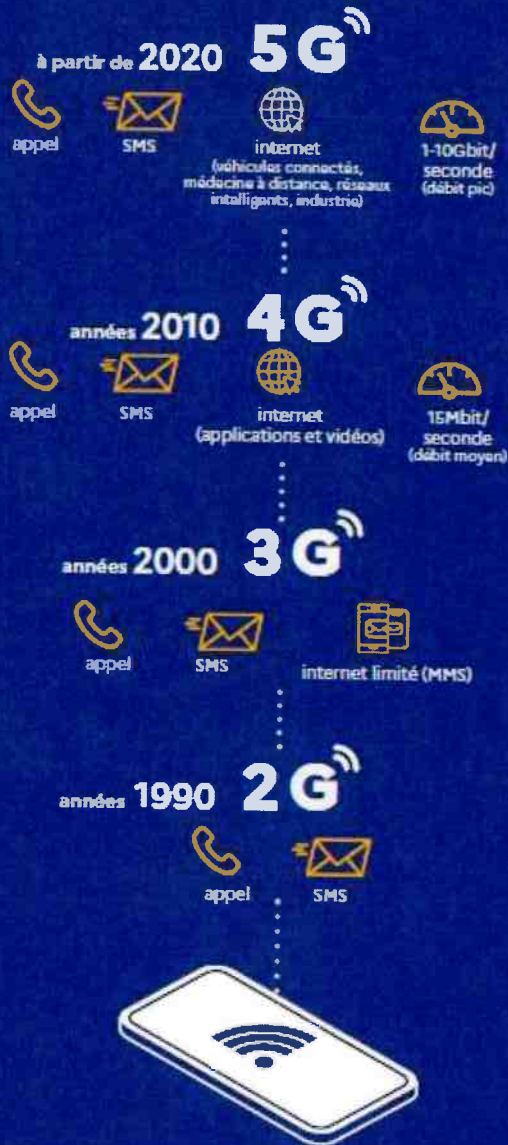 à partir de 2020 5G
appel
SMS
internet
(véhicules connectés,
médecine à distance, réseaux
intelligents, industrie)
1-10Gbit/
seconde
(débit pic)
années 2010 4G
appel
SMS
internet
(applications et vidéos)
15Mbit/
seconde
(débit moyen)
années 2000 3G
appel
SMS
internet limité (MMS)
années 1990 2G
appel
SMS